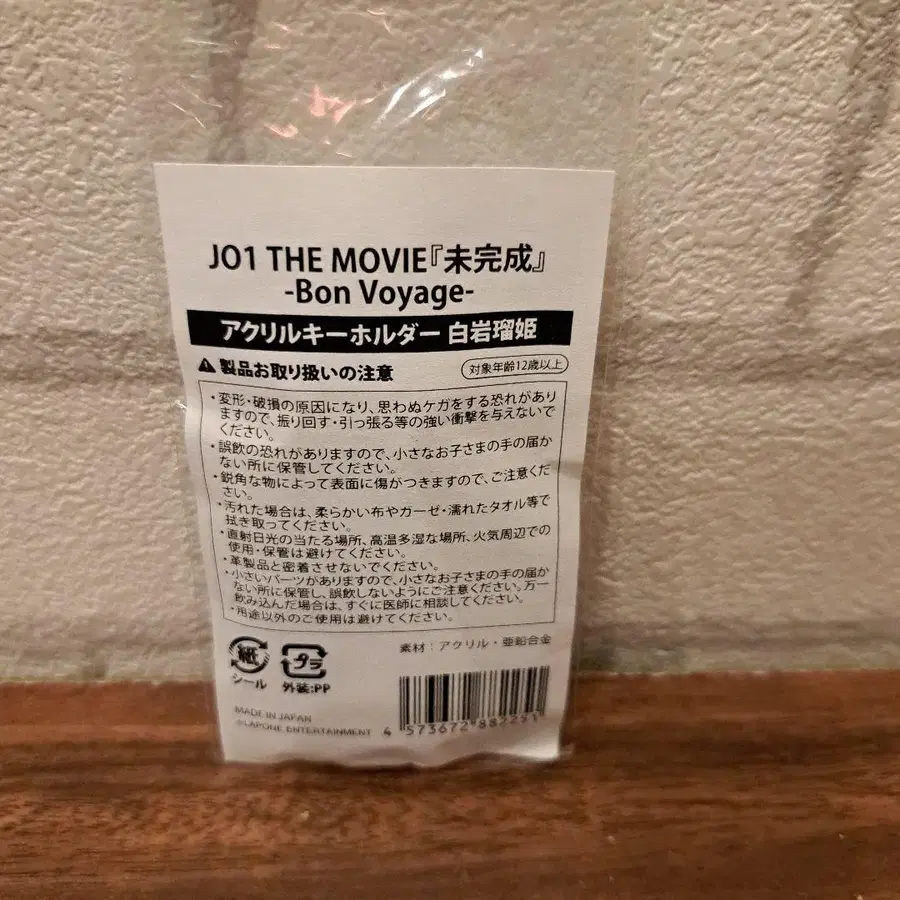 JO1 THE MOVIE『未完成』
-Bon Voyage-
アクリルキーホルダー 白岩瑠姫
製品お取り扱いの注意
対象年齢12歳以上
・変形・破損の原因になり、思わぬケガをする恐れがあり
ますので、振り回す・引っ張る等の強い衝撃を与えないで
ください。
・誤飲の恐れがありますので、小さなお子さまの手の届か
ない所に保管してください。
・鋭角な物によって表面に傷がつきますので、ご注意くだ
さい。
・汚れた場合は、柔らかい布やガーゼ・濡れたタオル等で
拭き取ってください。
・直射日光の当たる場所、高温多湿な場所、火気周辺での
使用・保管は避けてください。
・革製品と密着させないでください。
・小さいパーツがありますので、小さなお子さまの手の届か
ない所に保管し、誤飲しないようにご注意ください。万一
飲み込んだ場合は、すぐに医師に相談してください。
・用途以外のご使用は避けてください。
素材：アクリル・亜鉛合金
紙
シール
プラ
外装:PP
MADE IN JAPAN
©LAPONE ENTERTAINMENT
4 573672 882251